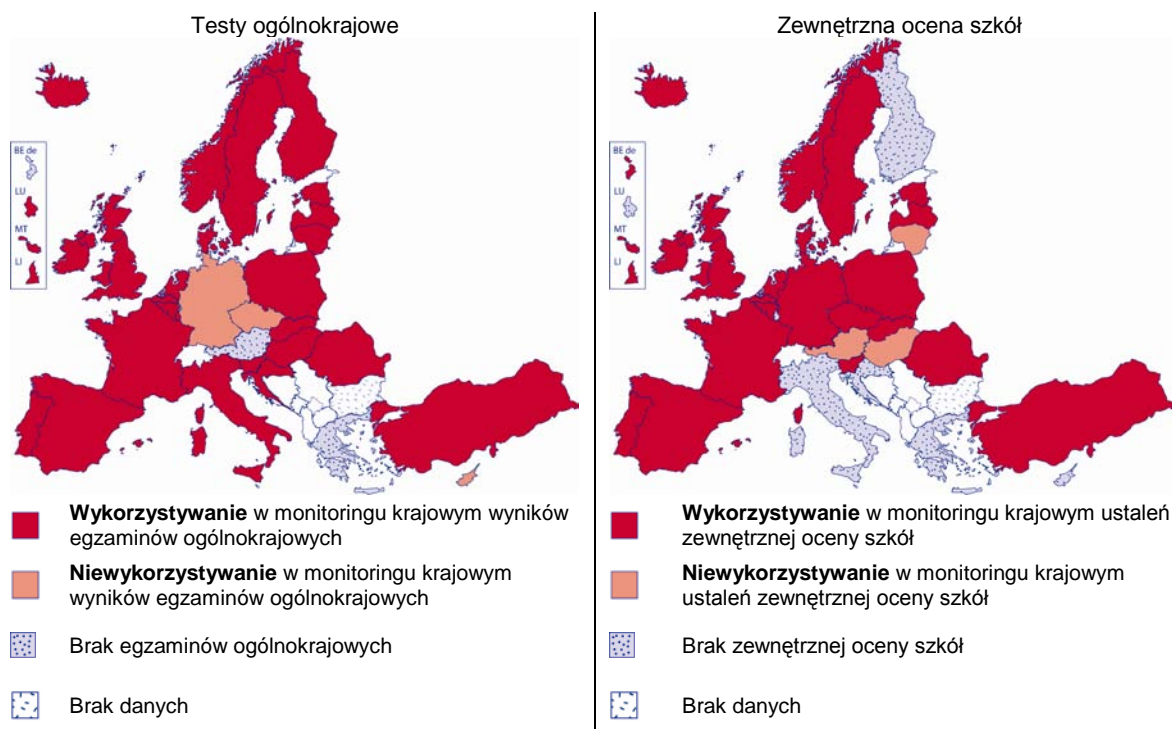 Testy ogólnokrajowe
BE de
LU
MT
LI
Wykorzystywanie w monitoringu krajowym wyników
egzaminów ogólnokrajowych
Niewykorzystywanie w monitoringu krajowym
wyników egzaminów ogólnokrajowych
Brak egzaminów ogólnokrajowych
Brak danych
Zewnętrzna ocena szkół
BE de
LU
MT
LI
Wykorzystywanie w monitoringu krajowym ustaleń
zewnętrznej oceny szkół
Niewykorzystywanie w monitoringu krajowym
ustaleń zewnętrznej oceny szkół
Brak zewnętrznej oceny szkół
Brak danych